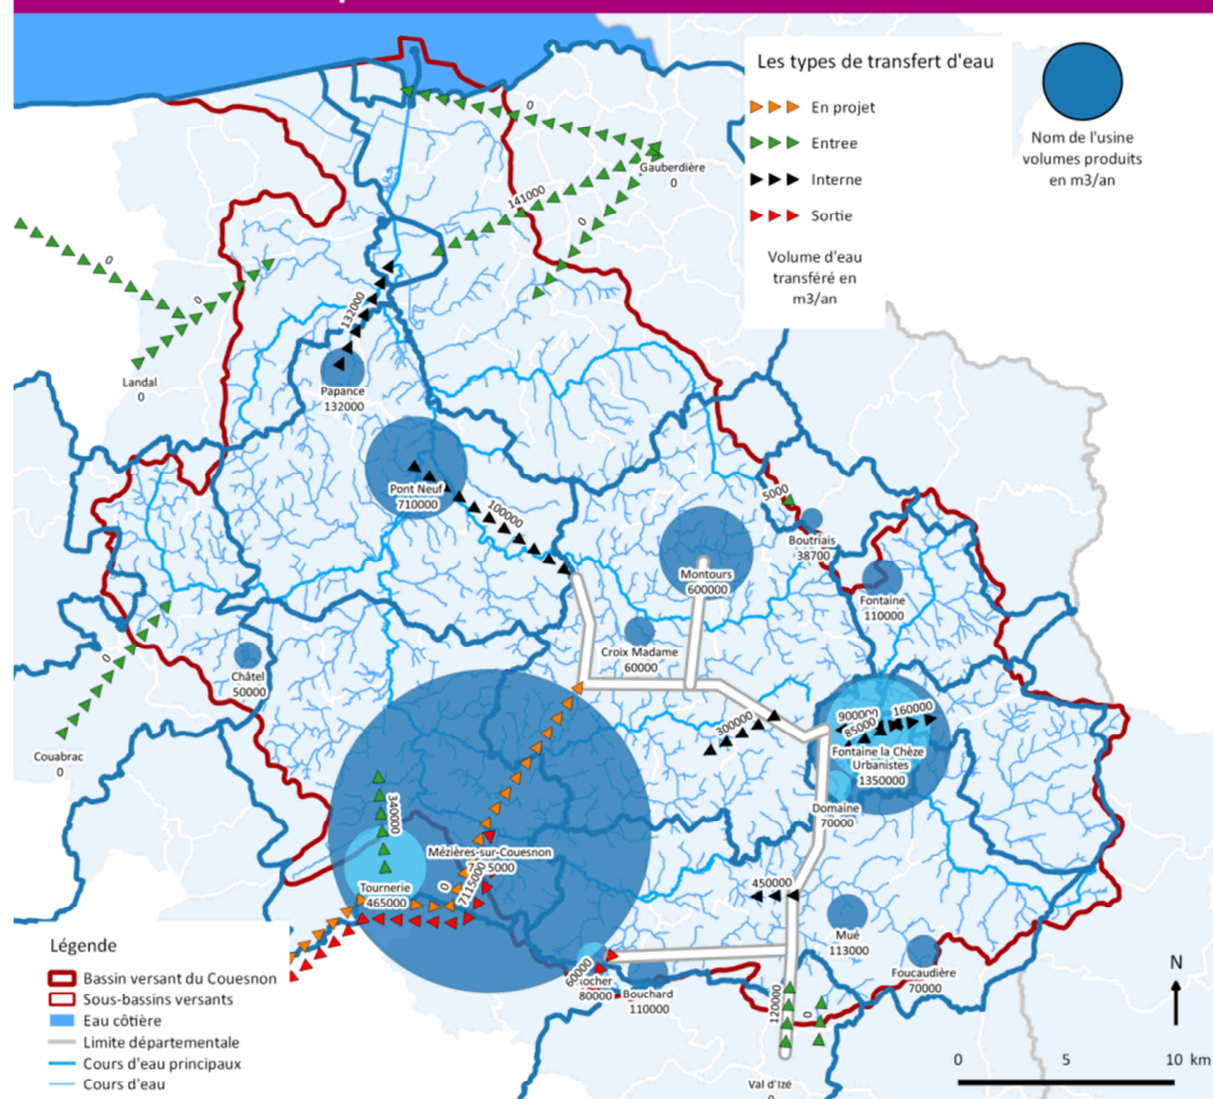 Les types de transfert d'eau
En projet
Entree
Interne
Sortie
Volume d'eau
transféré en
m3/an
Nom de l'usine
volumes produits
en m3/an
0
Gauberdière
0
141000
0
0
0
Landal
0
132000
Papance
132000
Pont Neuf
710000
100000
5000
Boutriais
38700
Montours
600000
Fontaine
110000
Croix Madame
60000
Châtel
50000
0
Couabrac
0
300000
900000
160000
85000
Fontaine la Chèze
Urbanistes
1350000
Domaine
70000
340000
Mézières-sur-Couesnon
Tournerie
465000
0
7115000
450000
Mué
113000
Foucaudière
70000
60000
80000
Bouchard
110000
120000
0
Val d'Izé
Légende
Bassin versant du Couesnon
Sous-bassins versants
Eau côtière
Limite départementale
Cours d'eau principaux
Cours d'eau
N
0 5 10 km